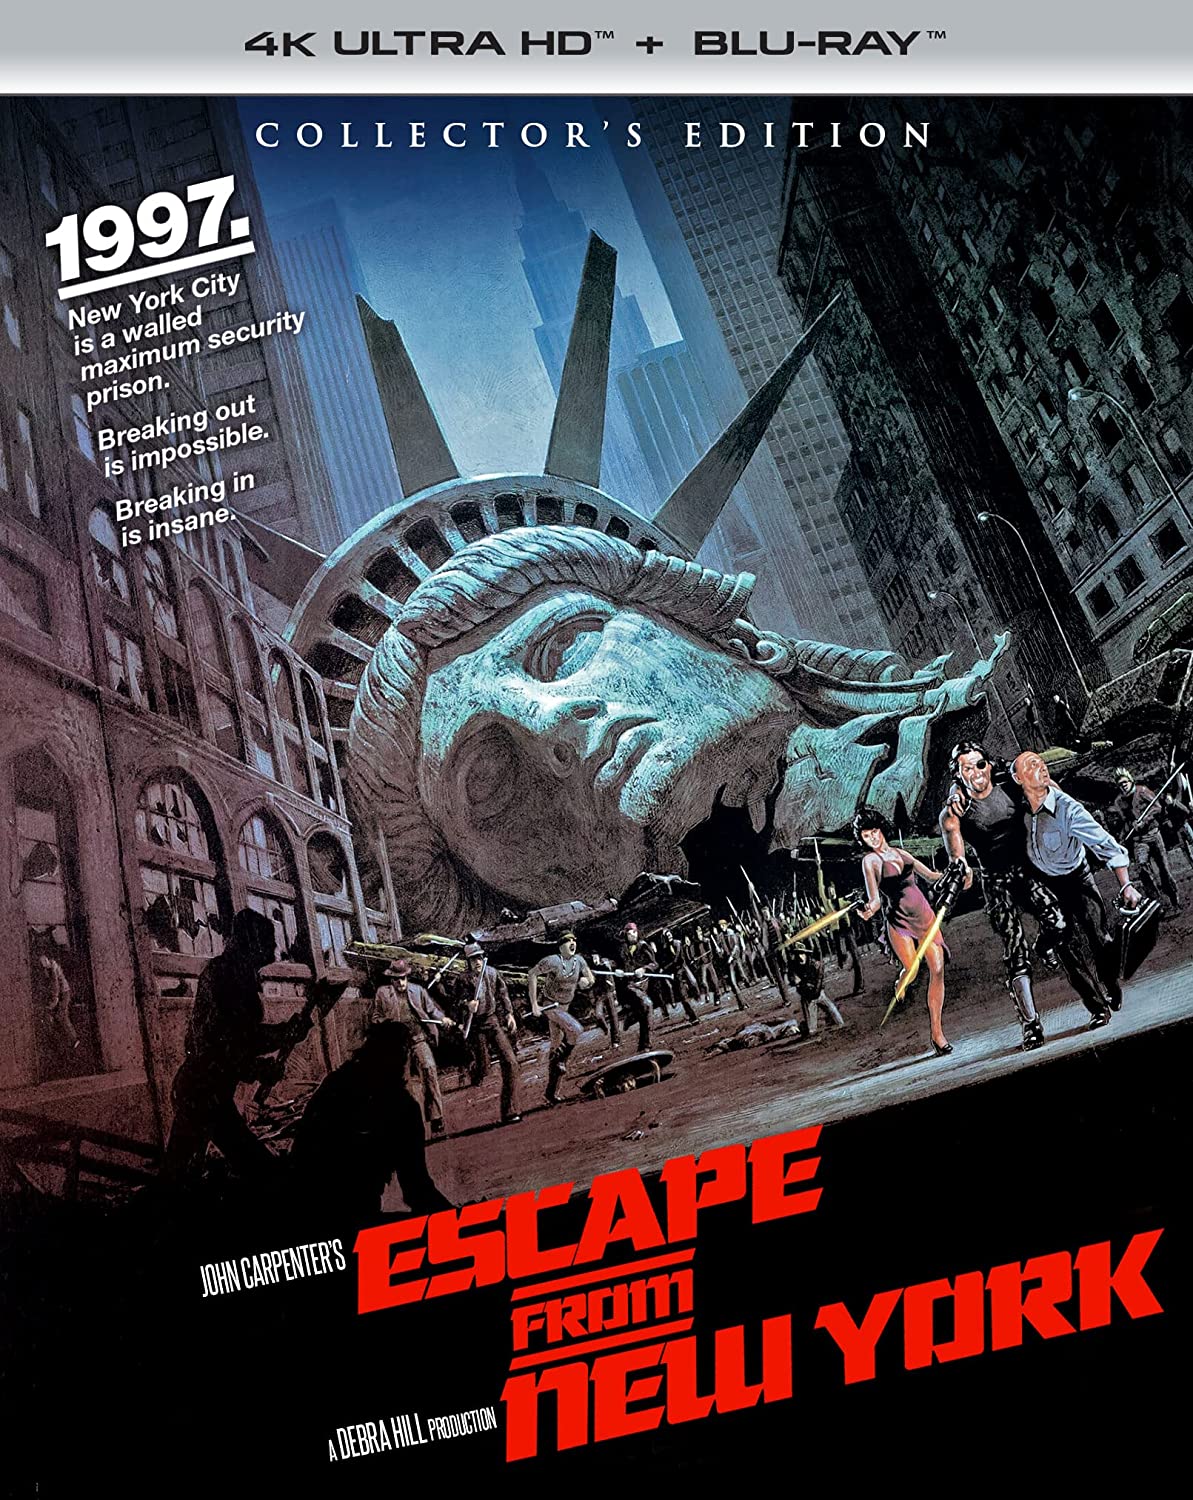 4K ULTRA HD™ + BLU-RAY™
COLLECTOR'S EDITION
1997.
New York City
is a walled
maximum security
prison.
Breaking out
is impossible.
Breaking in
is insane.
JOHN CARPENTER'S
ESCAPE
FROM
NEW YORK
A DEBRA HILL PRODUCTION